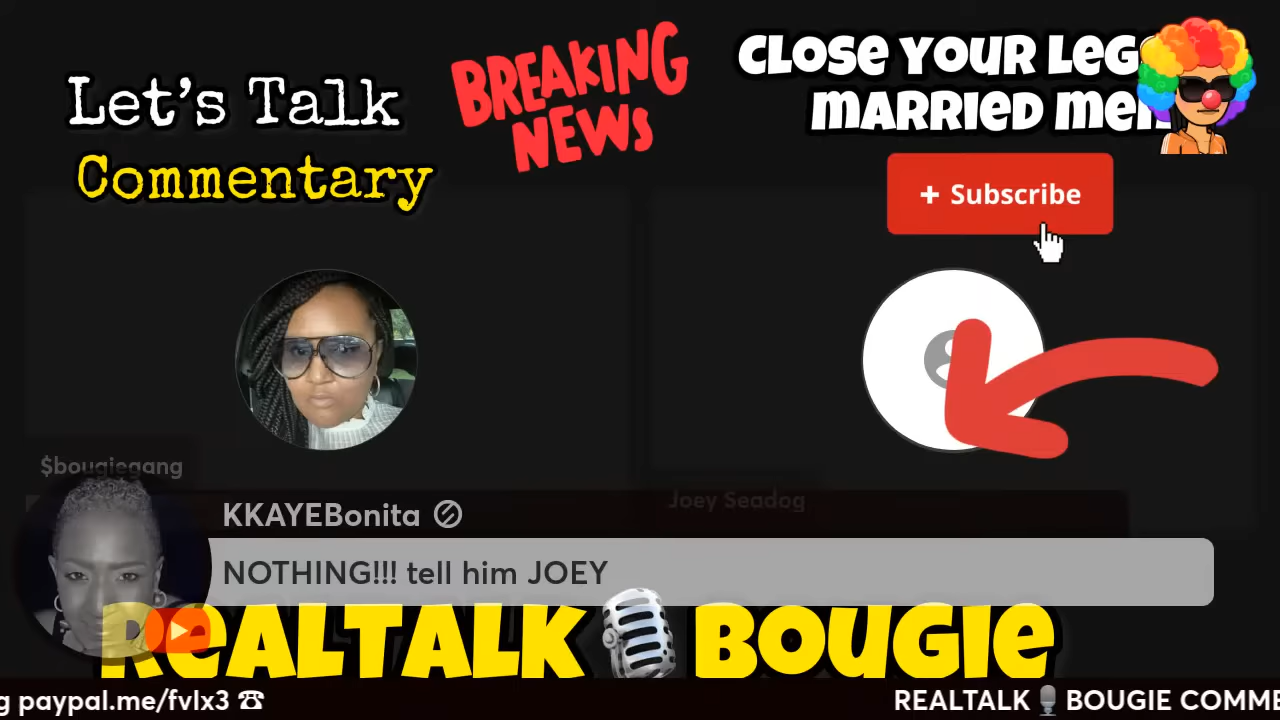 Let's Talk
Commentary
BREAKING
NEWS
CLOSE YOUR LEG
MARRIED MEN
+ Subscribe
$bougiegang
Joey Seadog
KKAYEBonita
NOTHING!!! tell him JOEY
REALTALK BOUGIE
g paypal.me/fvlx3 ☎
REALTALK🎙BOUGIE COMME